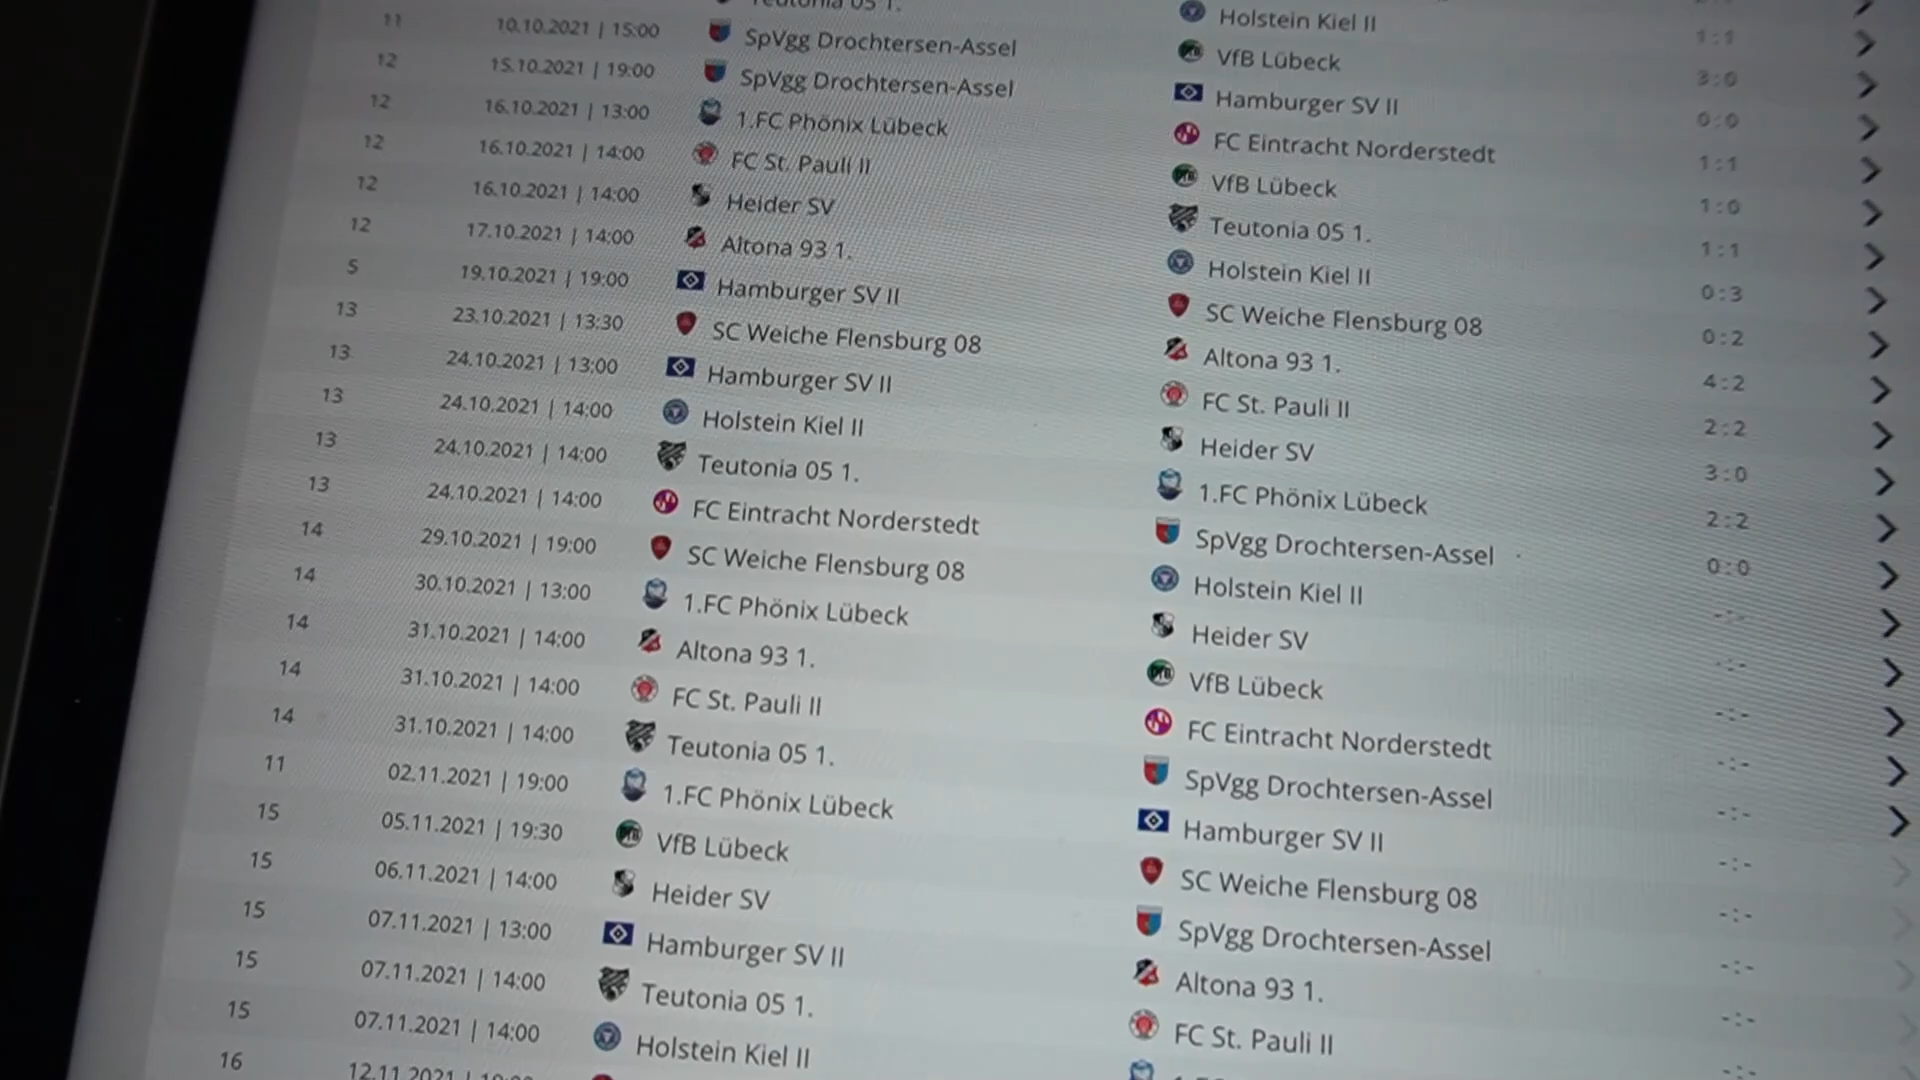 Teutonia 05 1. Holstein Kiel II 1:1
11 10.10.2021 | 15:00 SpVgg Drochtersen-Assel VfB Lübeck 3:0
12 15.10.2021 | 19:00 SpVgg Drochtersen-Assel Hamburger SV II 0:0
12 16.10.2021 | 13:00 1.FC Phönix Lübeck FC Eintracht Norderstedt 1:1
12 16.10.2021 | 14:00 FC St. Pauli II VfB Lübeck 1:0
12 16.10.2021 | 14:00 Heider SV Teutonia 05 1. 1:1
12 17.10.2021 | 14:00 Altona 93 1. Holstein Kiel II 0:3
5 19.10.2021 | 19:00 Hamburger SV II SC Weiche Flensburg 08 0:2
13 23.10.2021 | 13:30 SC Weiche Flensburg 08 Altona 93 1. 4:2
13 24.10.2021 | 13:00 Hamburger SV II FC St. Pauli II 2:2
13 24.10.2021 | 14:00 Holstein Kiel II Heider SV 3:0
13 24.10.2021 | 14:00 Teutonia 05 1. 1.FC Phönix Lübeck 2:2
13 24.10.2021 | 14:00 FC Eintracht Norderstedt SpVgg Drochtersen-Assel 0:0
14 29.10.2021 | 19:00 SC Weiche Flensburg 08 Holstein Kiel II -:-
14 30.10.2021 | 13:00 1.FC Phönix Lübeck Heider SV -:-
14 31.10.2021 | 14:00 Altona 93 1. VfB Lübeck -:-
14 31.10.2021 | 14:00 FC St. Pauli II FC Eintracht Norderstedt -:-
14 31.10.2021 | 14:00 Teutonia 05 1. SpVgg Drochtersen-Assel -:-
11 02.11.2021 | 19:00 1.FC Phönix Lübeck Hamburger SV II -:-
15 05.11.2021 | 19:30 VfB Lübeck SC Weiche Flensburg 08 -:-
15 06.11.2021 | 14:00 Heider SV SpVgg Drochtersen-Assel -:-
15 07.11.2021 | 13:00 Hamburger SV II Altona 93 1. -:-
15 07.11.2021 | 14:00 Teutonia 05 1. FC St. Pauli II -:-
15 07.11.2021 | 14:00 Holstein Kiel II
16 12.11.2021 |